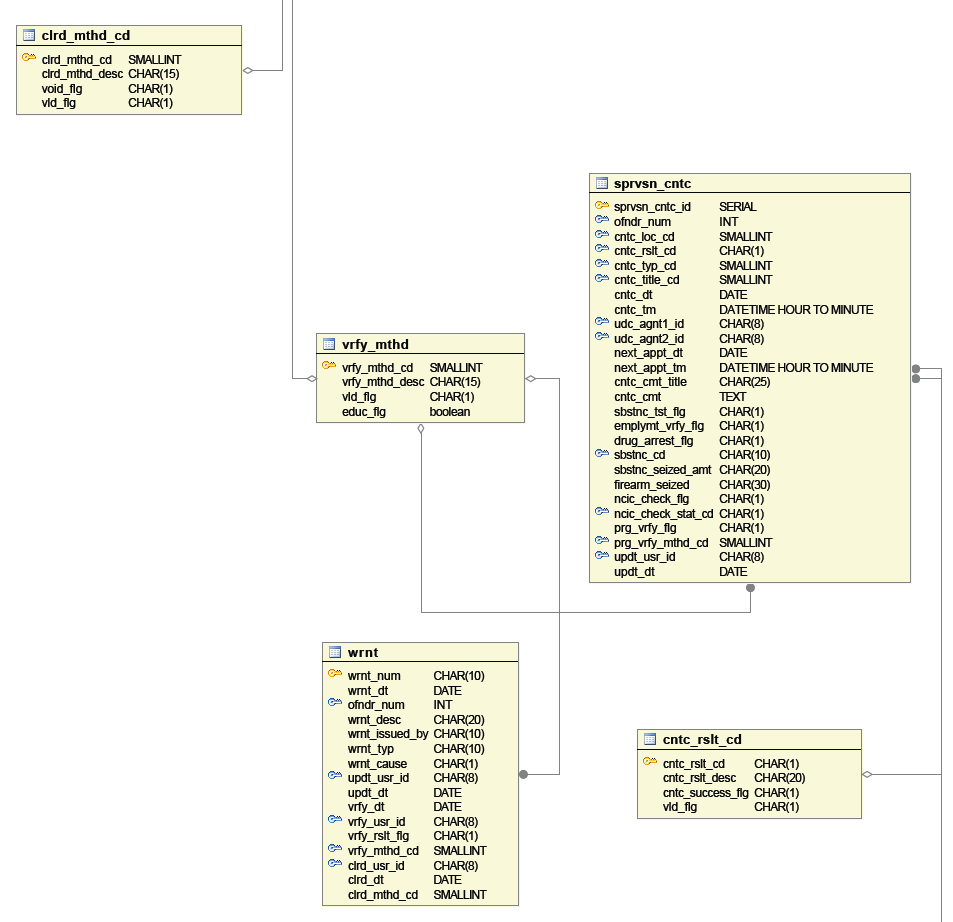 clrd_mthd_cd
clrd_mthd_cd SMALLINT
clrd_mthd_desc CHAR(15)
void_flg CHAR(1)
vld_flg CHAR(1)
sprvsn_cntc
sprvsn_cntc_id SERIAL
ofndr_num INT
cntc_loc_cd SMALLINT
cntc_rslt_cd CHAR(1)
cntc_typ_cd SMALLINT
cntc_title_cd SMALLINT
cntc_dt DATE
cntc_tm DATETIME HOUR TO MINUTE
udc_agnt1_id CHAR(8)
udc_agnt2_id CHAR(8)
next_appt_dt DATE
next_appt_tm DATETIME HOUR TO MINUTE
cntc_cmt_title CHAR(25)
cntc_cmt TEXT
sbstnc_tst_flg CHAR(1)
emplymt_vrfy_flg CHAR(1)
drug_arrest_flg CHAR(1)
sbstnc_cd CHAR(10)
sbstnc_seized_amt CHAR(20)
firearm_seized CHAR(30)
ncic_check_flg CHAR(1)
ncic_check_stat_cd CHAR(1)
prg_vrfy_flg CHAR(1)
prg_vrfy_mthd_cd SMALLINT
updt_usr_id CHAR(8)
updt_dt DATE
vrfy_mthd
vrfy_mthd_cd SMALLINT
vrfy_mthd_desc CHAR(15)
vld_flg CHAR(1)
educ_flg boolean
wrnt
wrnt_num CHAR(10)
wrnt_dt DATE
ofndr_num INT
wrnt_desc CHAR(20)
wrnt_issued_by CHAR(10)
wrnt_typ CHAR(10)
wrnt_cause CHAR(1)
updt_usr_id CHAR(8)
updt_dt DATE
vrfy_dt DATE
vrfy_usr_id CHAR(8)
vrfy_rslt_flg CHAR(1)
vrfy_mthd_cd SMALLINT
clrd_usr_id CHAR(8)
clrd_dt DATE
clrd_mthd_cd SMALLINT
cntc_rslt_cd
cntc_rslt_cd CHAR(1)
cntc_rslt_desc CHAR(20)
cntc_success_flg CHAR(1)
vld_flg CHAR(1)